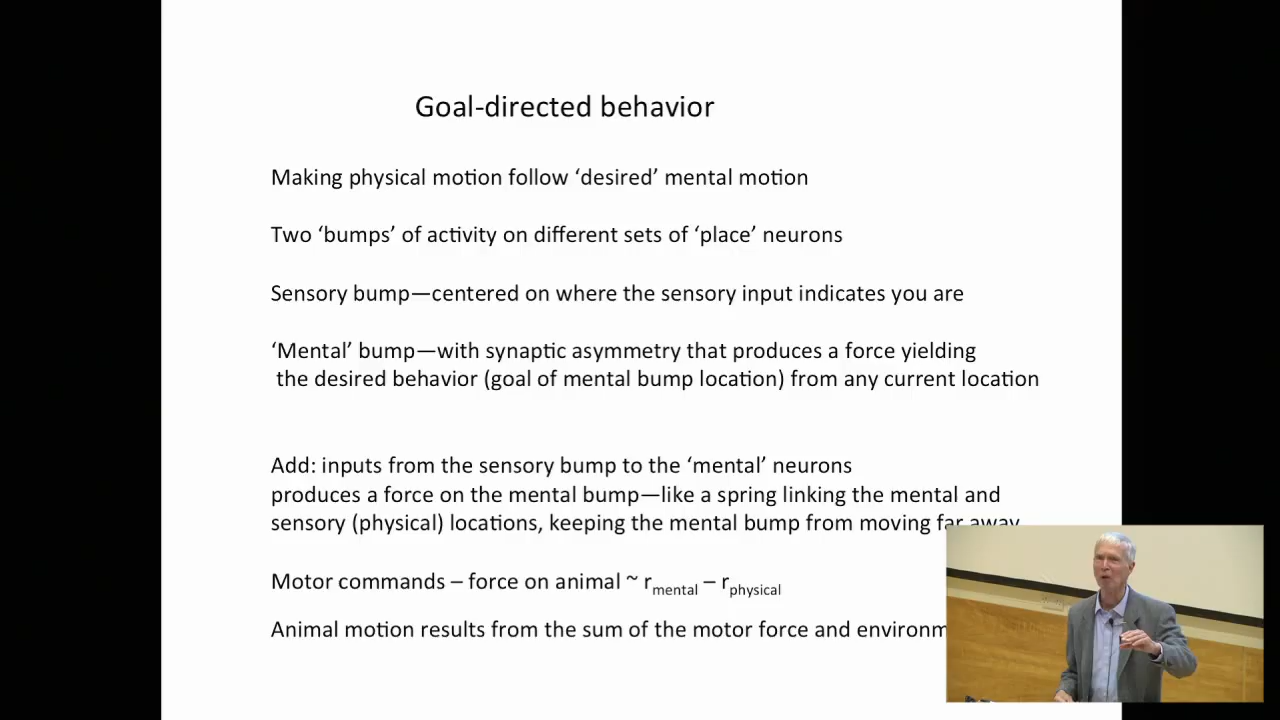 Goal-directed behavior
Making physical motion follow ‘desired’ mental motion
Two ‘bumps’ of activity on different sets of ‘place’ neurons
Sensory bump—centered on where the sensory input indicates you are
‘Mental’ bump—with synaptic asymmetry that produces a force yielding
the desired behavior (goal of mental bump location) from any current location
Add: inputs from the sensory bump to the ‘mental’ neurons
produces a force on the mental bump—like a spring linking the mental and
sensory (physical) locations, keeping the mental bump from moving far away
Motor commands – force on animal ~ rmental – rphysical
Animal motion results from the sum of the motor force and